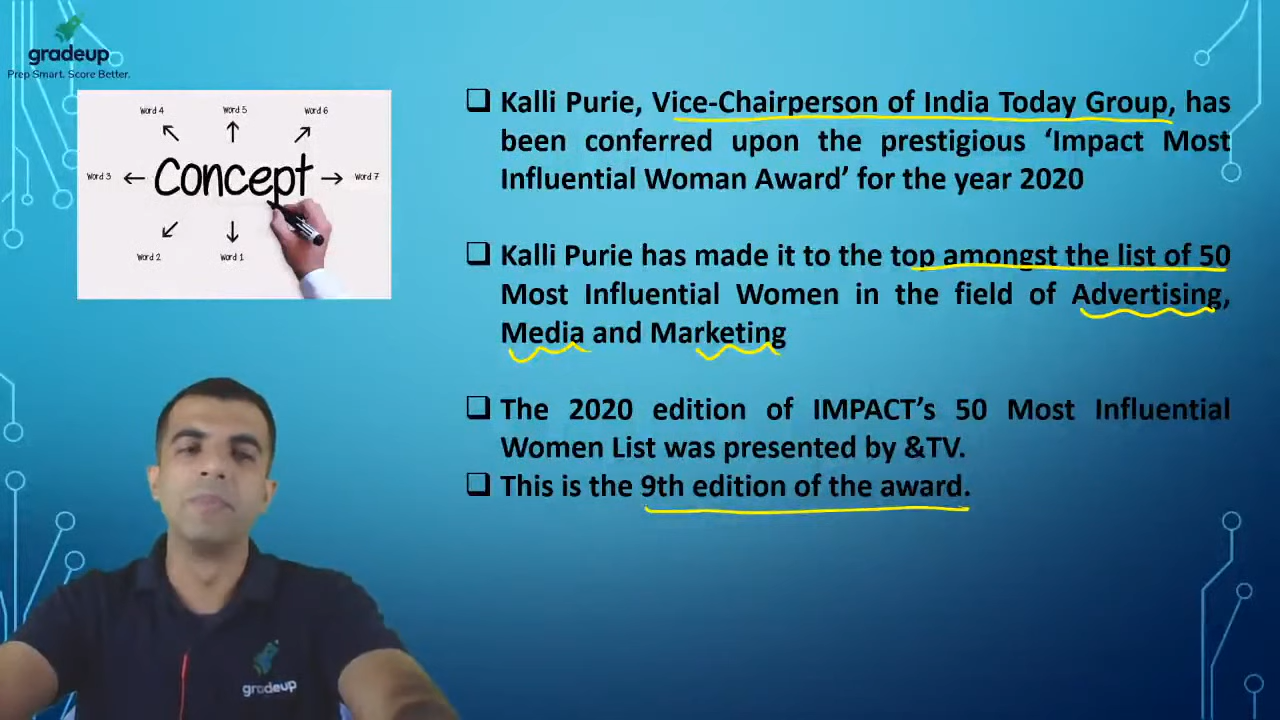 gradeup
Prep Smart. Score Better.
Word 4
Word 5
Word 6
Word 3
Concept
Word 7
Word 2
Word 1
❑ Kalli Purie, Vice-Chairperson of India Today Group, has
been conferred upon the prestigious ‘Impact Most
Influential Woman Award’ for the year 2020
❑ Kalli Purie has made it to the top amongst the list of 50
Most Influential Women in the field of Advertising,
Media and Marketing
❑ The 2020 edition of IMPACT’s 50 Most Influential
Women List was presented by &TV.
❑ This is the 9th edition of the award.
gradeup